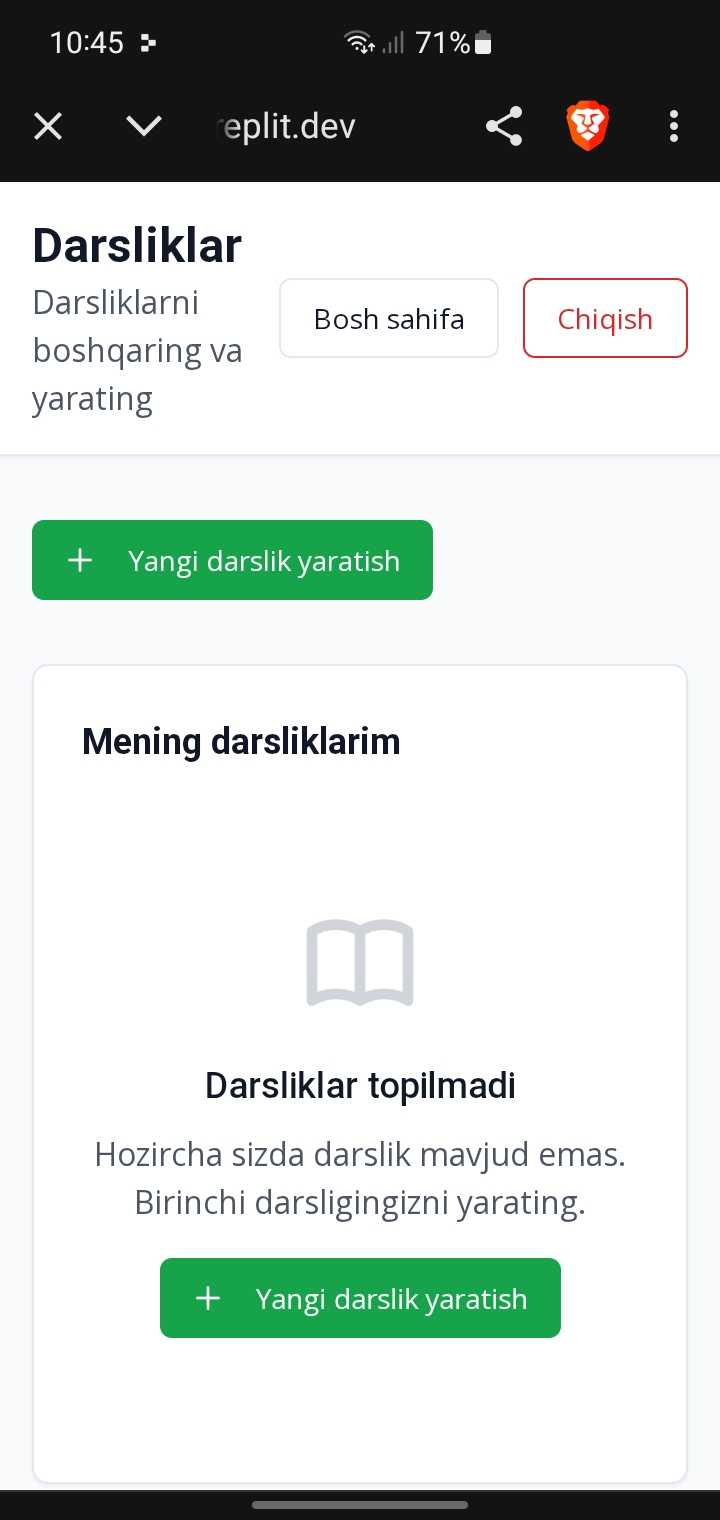 10:45
71%
eplit.dev
Darsliklar
Darsliklarni
boshqaring va
yarating
Bosh sahifa
Chiqish
Yangi darslik yaratish
Mening darsliklarim
Darsliklar topilmadi
Hozircha sizda darslik mavjud emas.
Birinchi darsligingizni yarating.
Yangi darslik yaratish